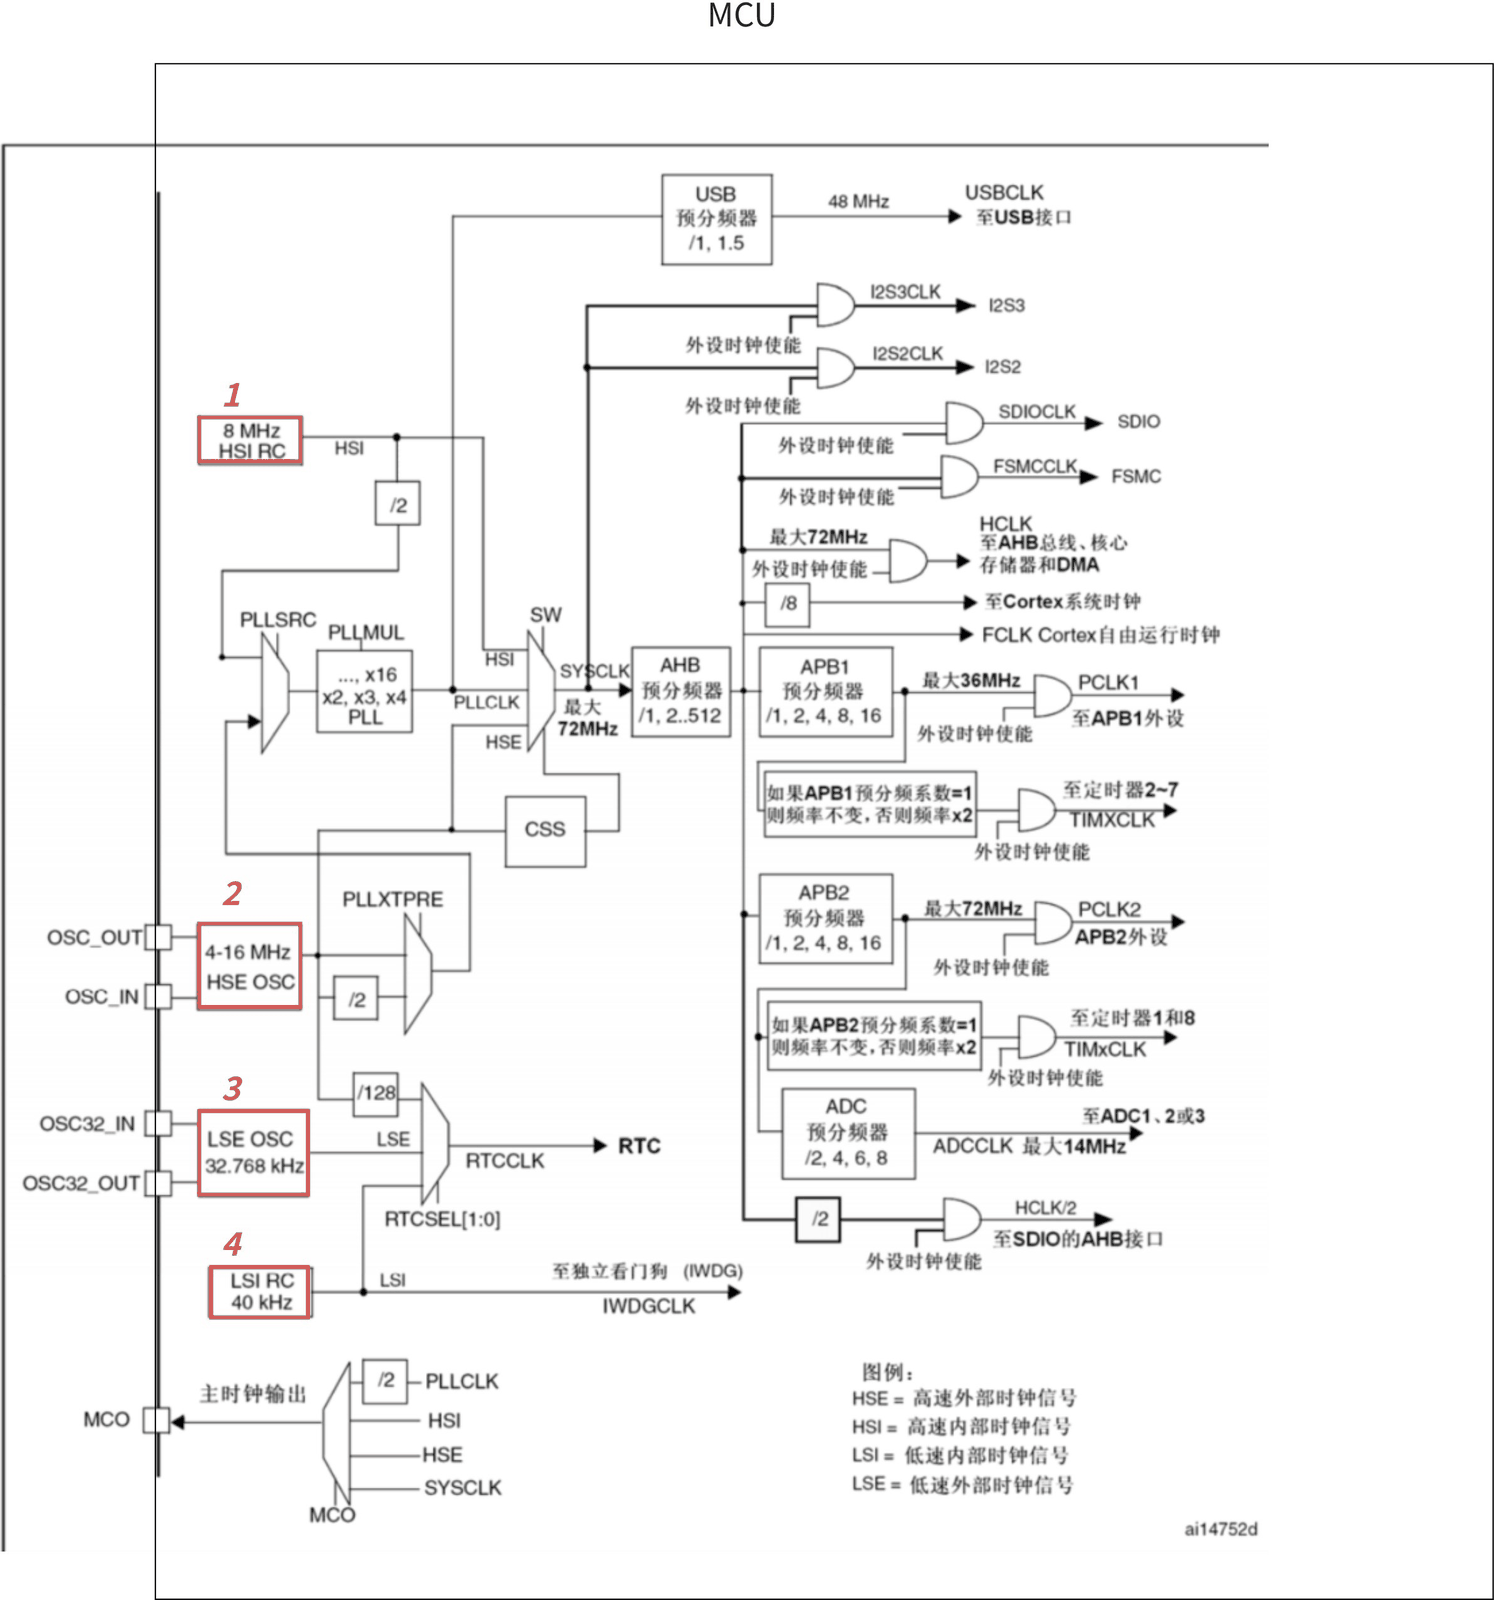 MCU
USB
预分频器
/1, 1.5
48 MHz
USBCLK
至USB接口
I2S3CLK
I2S3
外设时钟使能
I2S2CLK
I2S2
外设时钟使能
1
8 MHz
HSI RC
HSI
/2
SDIOCLK
SDIO
外设时钟使能
FSMCCLK
FSMC
外设时钟使能
最大72MHz
HCLK
至AHB总线、核心
存储器和DMA
外设时钟使能
/8
至Cortex系统时钟
FCLK Cortex自由运行时钟
PLLSRC
PLLMUL
..., x16
x2, x3, x4
PLL
SW
HSI
PLLCLK
HSE
SYSCLK
最大
72MHz
AHB
预分频器
/1, 2..512
APB1
预分频器
/1, 2, 4, 8, 16
最大36MHz
PCLK1
至APB1外设
外设时钟使能
如果APB1预分频系数=1
则频率不变,否则频率x2
至定时器2~7
TIMXCLK
外设时钟使能
CSS
2
OSC_OUT
4-16 MHz
HSE OSC
OSC_IN
PLLXTPRE
/2
APB2
预分频器
/1, 2, 4, 8, 16
最大72MHz
PCLK2
APB2外设
外设时钟使能
如果APB2预分频系数=1
则频率不变,否则频率x2
至定时器1和8
TIMxCLK
外设时钟使能
3
OSC32_IN
LSE OSC
32.768 kHz
OSC32_OUT
/128
LSE
RTCCLK
RTC
RTCSEL[1:0]
ADC
预分频器
/2, 4, 6, 8
至ADC1、2或3
ADCCLK 最大14MHz
/2
HCLK/2
至SDIO的AHB接口
外设时钟使能
4
LSI RC
40 kHz
LSI
至独立看门狗 (IWDG)
IWDGCLK
主时钟输出
MCO
/2
PLLCLK
HSI
HSE
SYSCLK
MCO
图例：
HSE = 高速外部时钟信号
HSI = 高速内部时钟信号
LSI = 低速内部时钟信号
LSE = 低速外部时钟信号
ai14752d